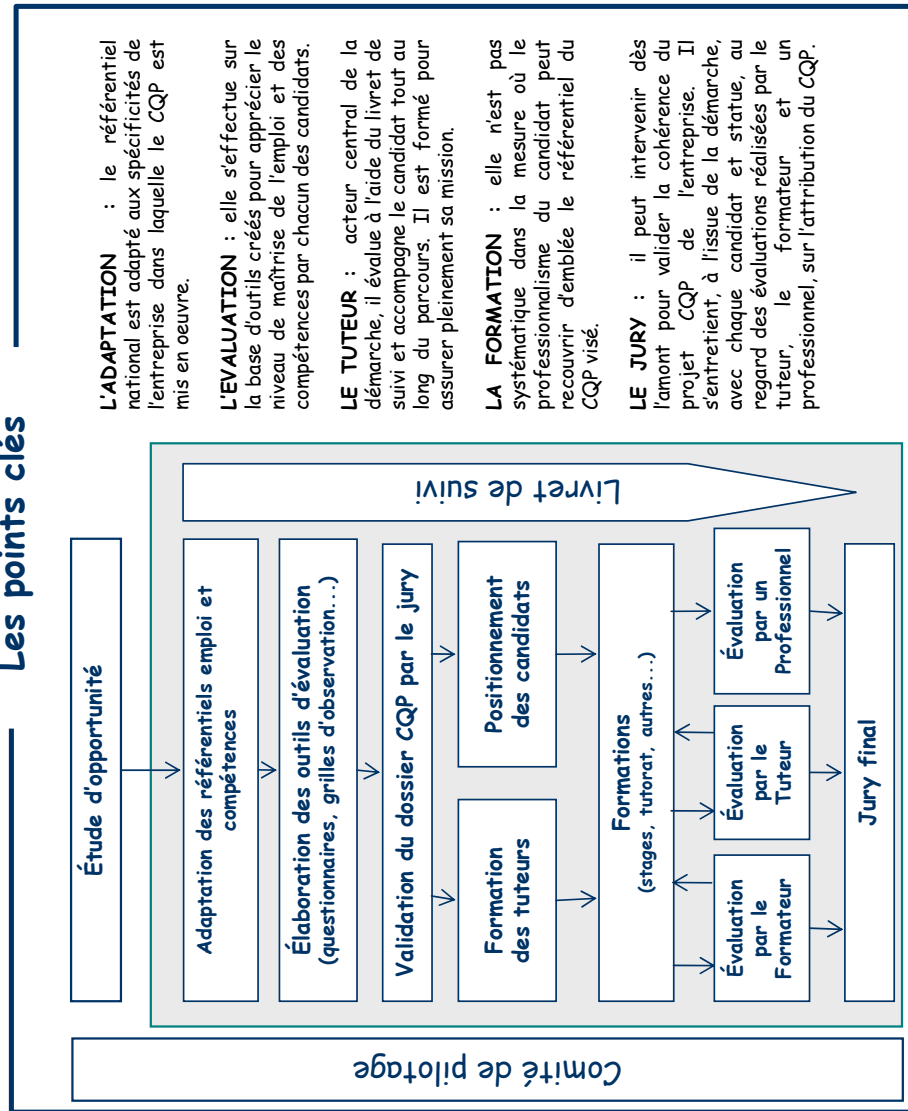 Les points clés
Comité de pilotage
Étude d'opportunité
Adaptation des référentiels emploi et
compétences
Élaboration des outils d'évaluation
(questionnaires, grilles d'observation...)
Validation du dossier CQP par le jury
Formation
des tuteurs
Positionnement
des candidats
Formations
(stages, tutorat, autres...)
Évaluation
par le
Formateur
Évaluation
par le
Tuteur
Évaluation
par un
Professionnel
Jury final
Livret de suivi
L'ADAPTATION : le référentiel
national est adapté aux spécificités de
l'entreprise dans laquelle le CQP est
mis en oeuvre.
L'EVALUATION : elle s'effectue sur
la base d'outils créés pour apprécier le
niveau de maîtrise de l'emploi et des
compétences par chacun des candidats.
LE TUTEUR : acteur central de la
démarche, il évalue à l'aide du livret de
suivi et accompagne le candidat tout au
long du parcours. Il est formé pour
assurer pleinement sa mission.
LA FORMATION : elle n'est pas
systématique dans la mesure où le
professionnalisme du candidat peut
recouvrir d'emblée le référentiel du
CQP visé.
LE JURY : il peut intervenir dès
l'amont pour valider la cohérence du
projet CQP de l'entreprise. Il
s'entretient, à l'issue de la démarche,
avec chaque candidat et statue, au
regard des évaluations réalisées par le
tuteur, le formateur et un
professionnel, sur l'attribution du CQP.